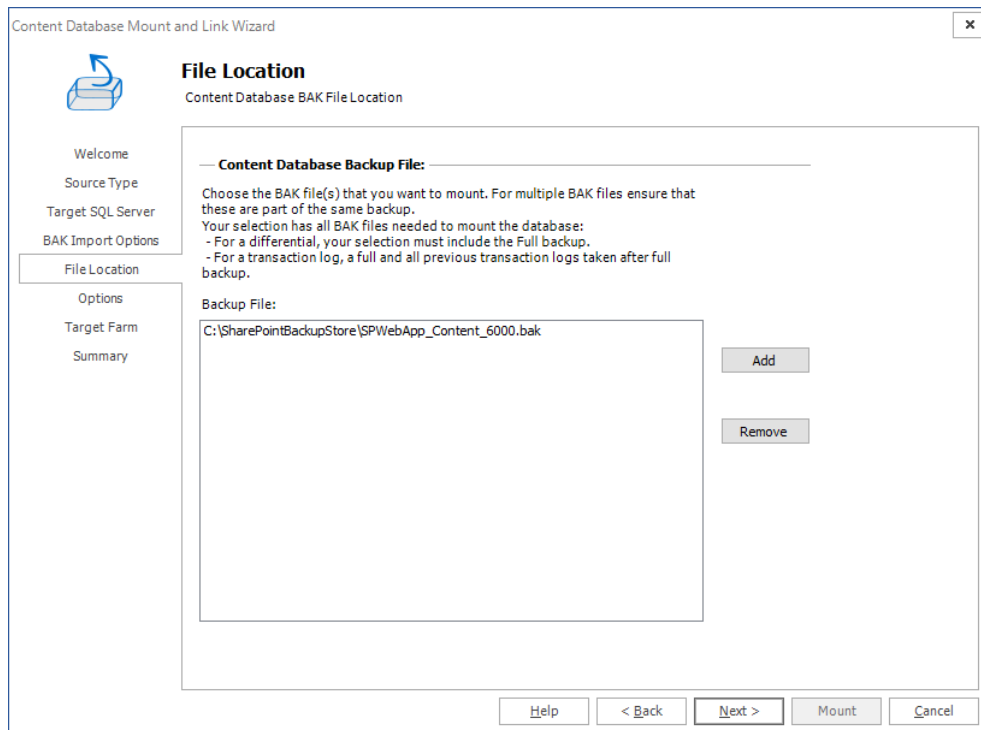 Content Database Mount and Link Wizard
File Location
Content Database BAK File Location
Welcome
Source Type
Target SQL Server
BAK Import Options
File Location
Options
Target Farm
Summary
Content Database Backup File:
Choose the BAK file(s) that you want to mount. For multiple BAK files ensure that
these are part of the same backup.
Your selection has all BAK files needed to mount the database:
- For a differential, your selection must include the Full backup.
- For a transaction log, a full and all previous transaction logs taken after full
backup.
Backup File:
C:\SharePointBackupStore\SPWebApp_Content_6000.bak
Add
Remove
Help
< Back
Next >
Mount
Cancel